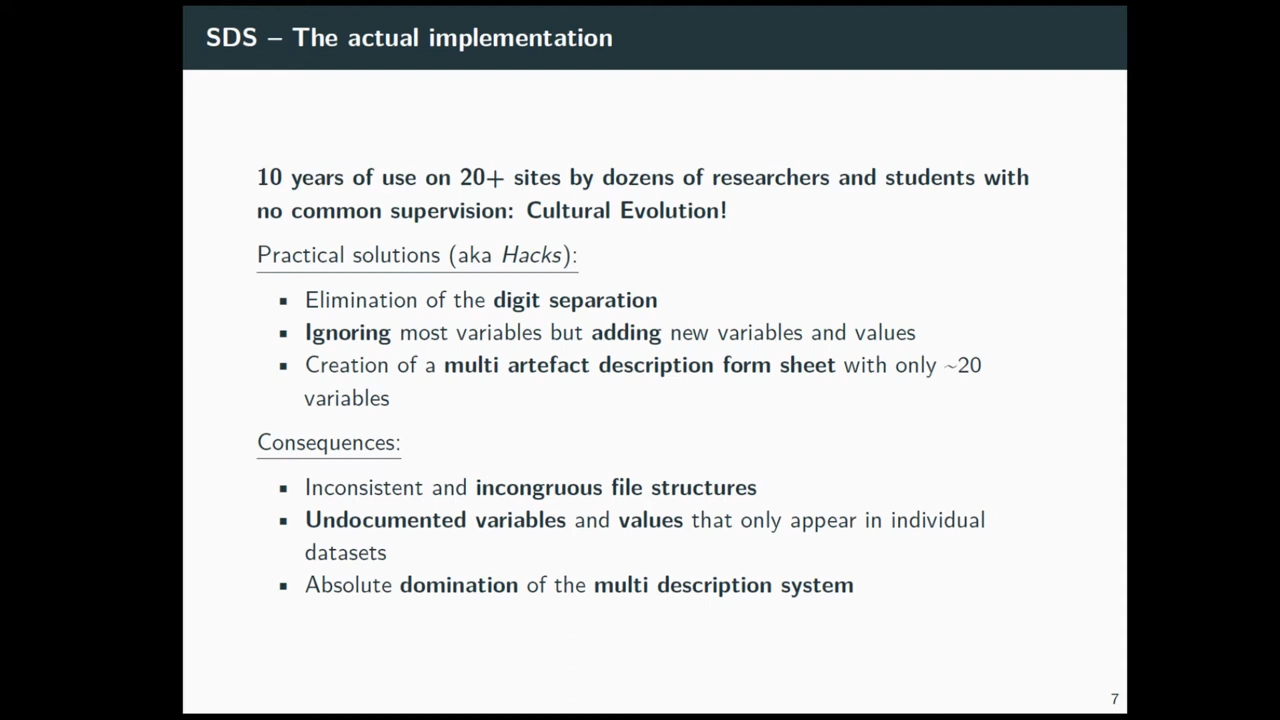 SDS – The actual implementation
10 years of use on 20+ sites by dozens of researchers and students with
no common supervision: Cultural Evolution!
Practical solutions (aka Hacks):
▪ Elimination of the digit separation
▪ Ignoring most variables but adding new variables and values
▪ Creation of a multi artefact description form sheet with only ~20
variables
Consequences:
▪ Inconsistent and incongruous file structures
▪ Undocumented variables and values that only appear in individual
datasets
▪ Absolute domination of the multi description system
7